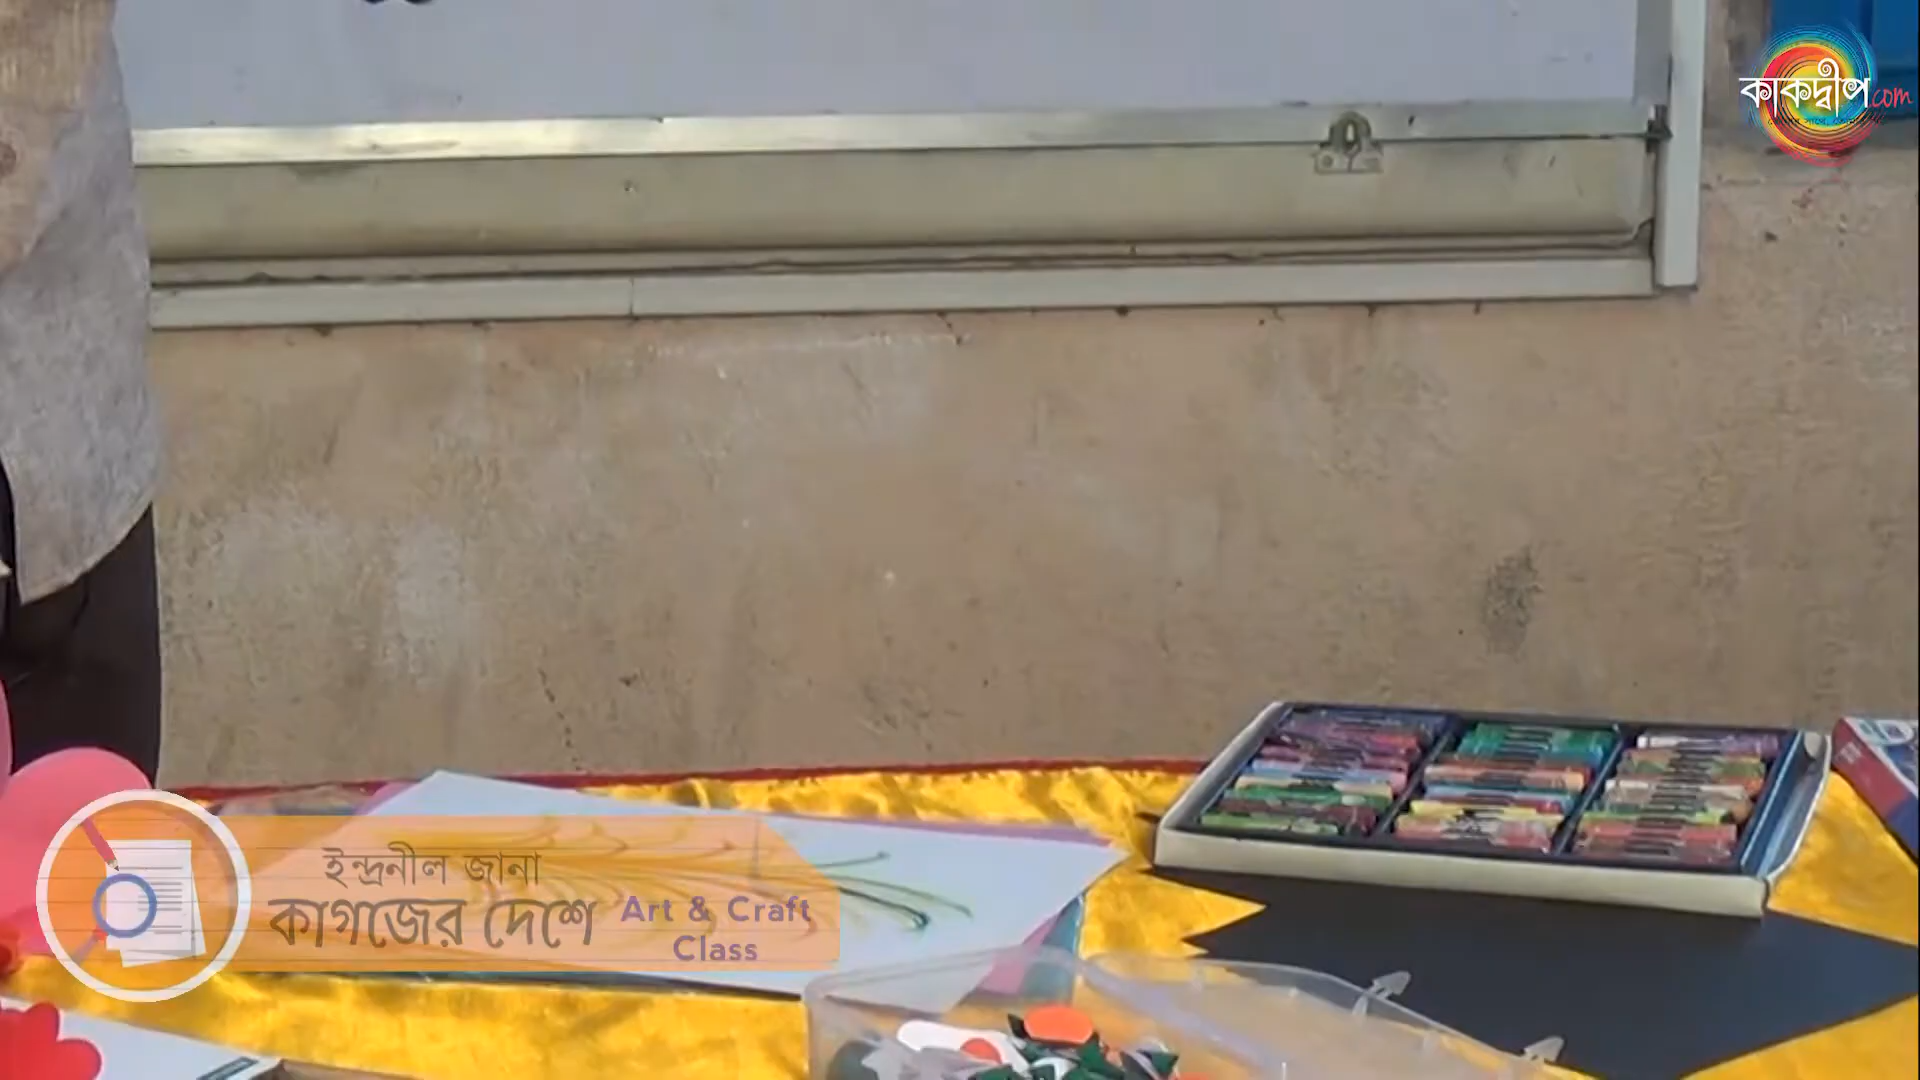 কাকদ্বীপ.com
ইন্দ্রনীল জানা
কাগজের দেশে
Art & Craft
Class